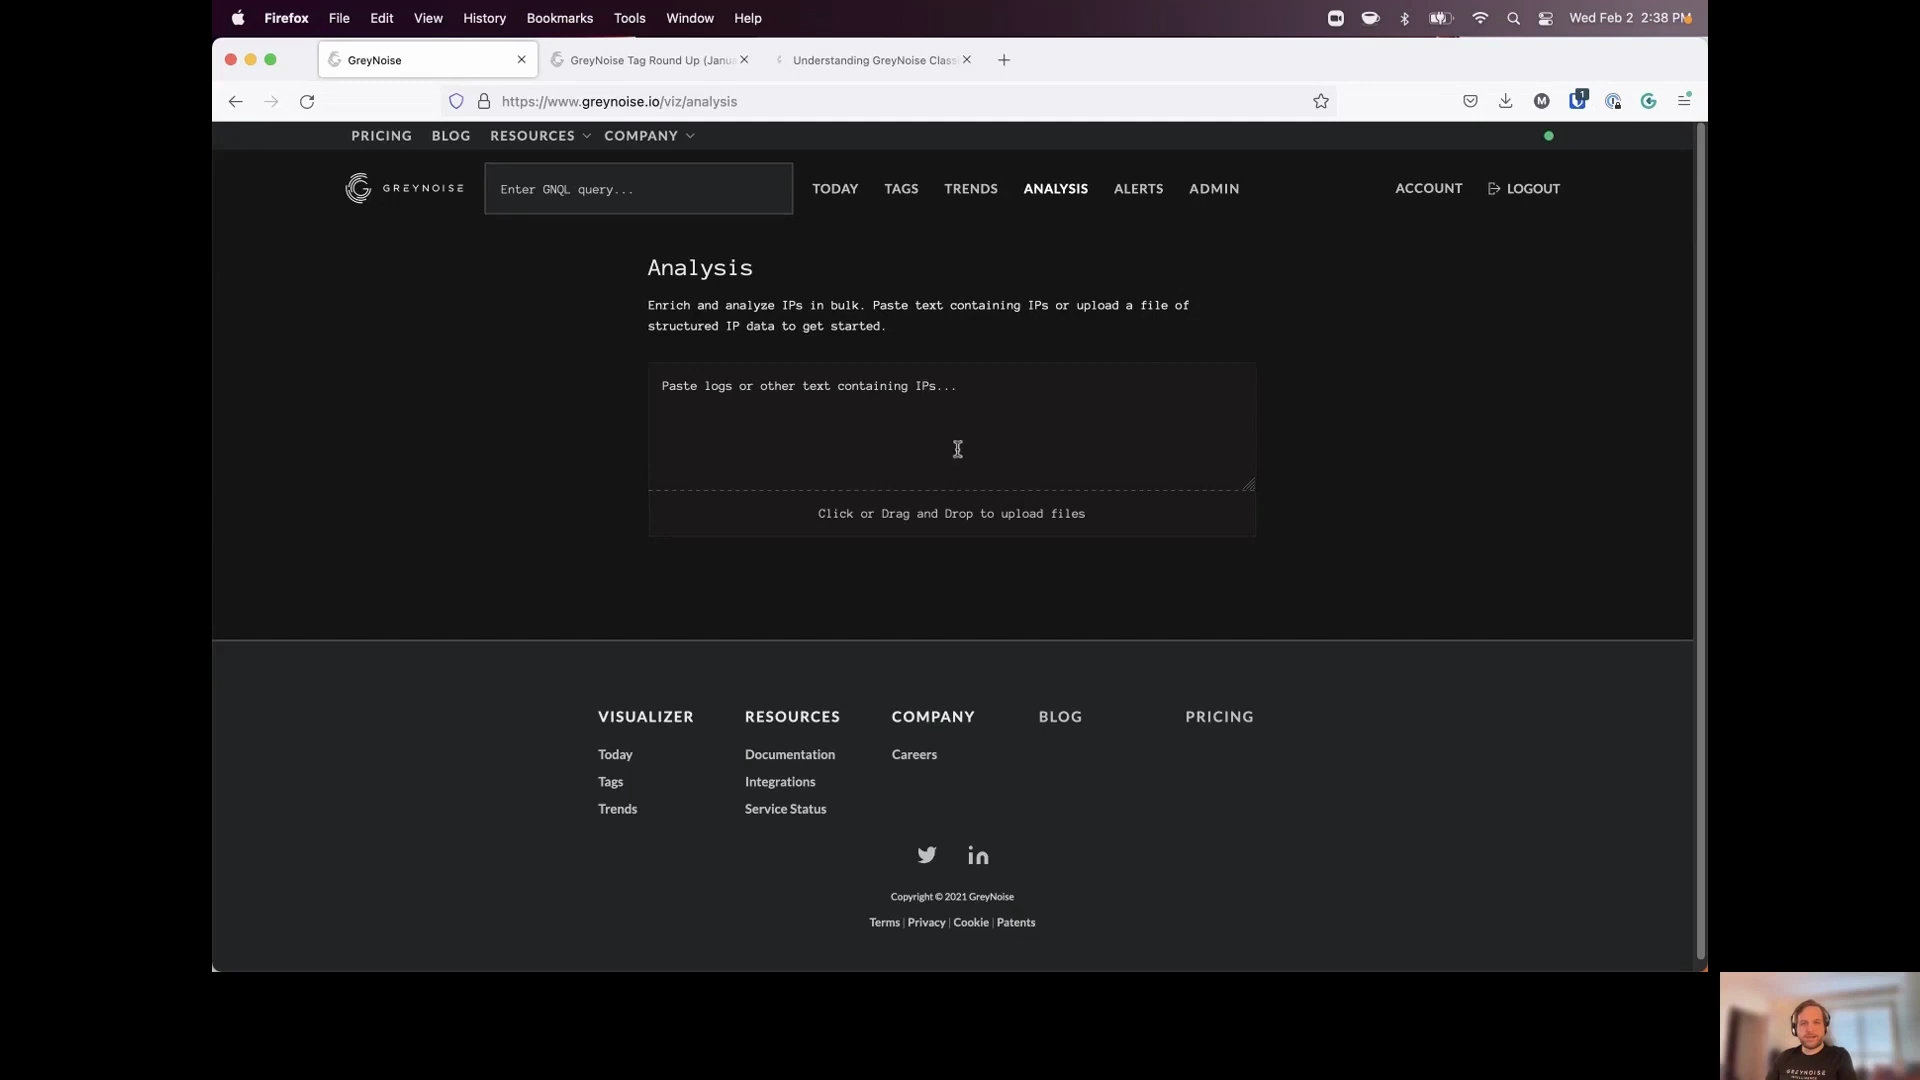 Firefox File Edit View History Bookmarks Tools Window Help Wed Feb 2 2:38 PM
GreyNoise GreyNoise Tag Round Up (Janua Understanding GreyNoise Class
https://www.greynoise.io/viz/analysis M 1
PRICING BLOG RESOURCES COMPANY
GREYNOISE Enter GNQL query... TODAY TAGS TRENDS ANALYSIS ALERTS ADMIN ACCOUNT LOGOUT
Analysis
Enrich and analyze IPs in bulk. Paste text containing IPs or upload a file of
structured IP data to get started.
Paste logs or other text containing IPs...
Click or Drag and Drop to upload files
VISUALIZER RESOURCES COMPANY BLOG PRICING
Today Documentation Careers
Tags Integrations
Trends Service Status
Copyright © 2021 GreyNoise
Terms | Privacy | Cookie | Patents
GREYNOISE